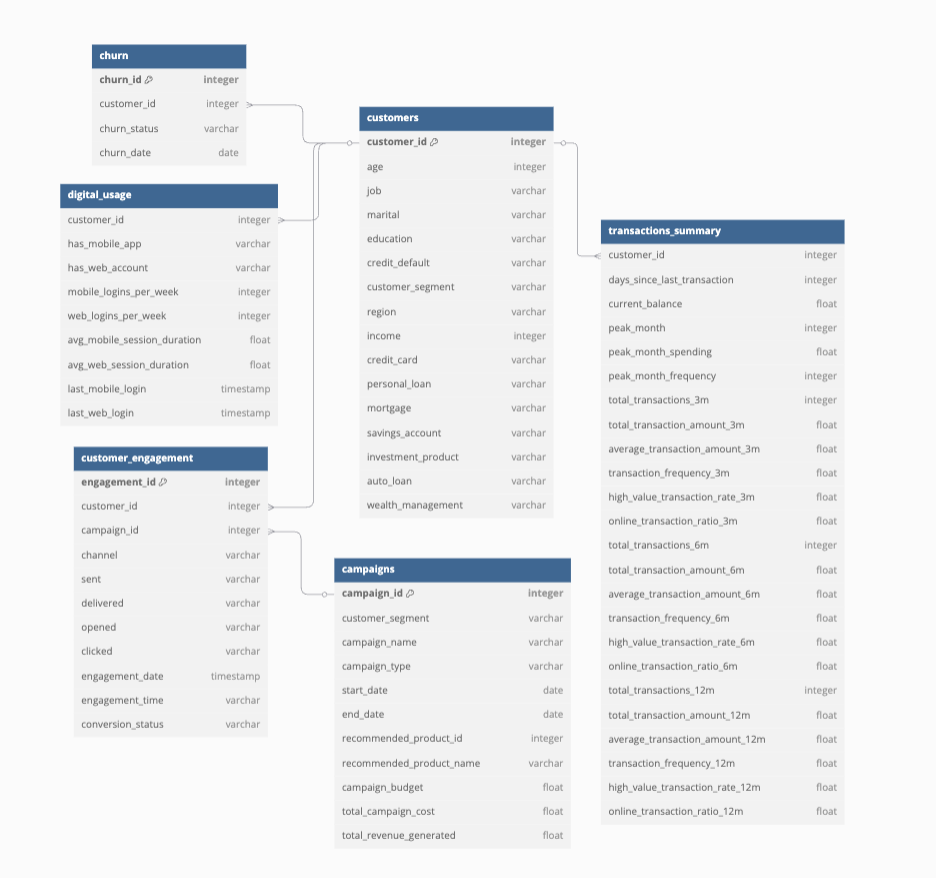 churn
churn_id integer
customer_id integer
churn_status varchar
churn_date date
digital_usage
customer_id integer
has_mobile_app varchar
has_web_account varchar
mobile_logins_per_week integer
web_logins_per_week integer
avg_mobile_session_duration float
avg_web_session_duration float
last_mobile_login timestamp
last_web_login timestamp
customer_engagement
engagement_id integer
customer_id integer
campaign_id integer
channel varchar
sent varchar
delivered varchar
opened varchar
clicked varchar
engagement_date timestamp
engagement_time varchar
conversion_status varchar
customers
customer_id integer
age integer
job varchar
marital varchar
education varchar
credit_default varchar
customer_segment varchar
region varchar
income integer
credit_card varchar
personal_loan varchar
mortgage varchar
savings_account varchar
investment_product varchar
auto_loan varchar
wealth_management varchar
campaigns
campaign_id integer
customer_segment varchar
campaign_name varchar
campaign_type varchar
start_date date
end_date date
recommended_product_id integer
recommended_product_name varchar
campaign_budget float
total_campaign_cost float
total_revenue_generated float
transactions_summary
customer_id integer
days_since_last_transaction integer
current_balance float
peak_month integer
peak_month_spending float
peak_month_frequency integer
total_transactions_3m integer
total_transaction_amount_3m float
average_transaction_amount_3m float
transaction_frequency_3m float
high_value_transaction_rate_3m float
online_transaction_ratio_3m float
total_transactions_6m integer
total_transaction_amount_6m float
average_transaction_amount_6m float
transaction_frequency_6m float
high_value_transaction_rate_6m float
online_transaction_ratio_6m float
total_transactions_12m integer
total_transaction_amount_12m float
average_transaction_amount_12m float
transaction_frequency_12m float
high_value_transaction_rate_12m float
online_transaction_ratio_12m float